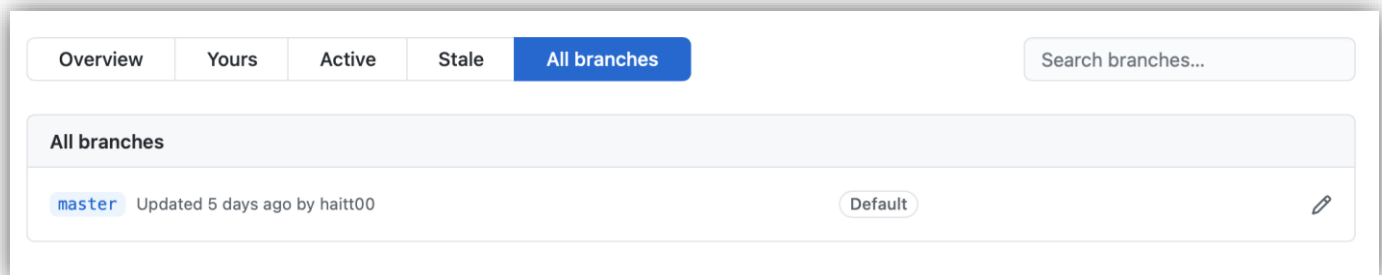 Overview Yours Active Stale All branches Search branches...
All branches
master Updated 5 days ago by haitt00 Default